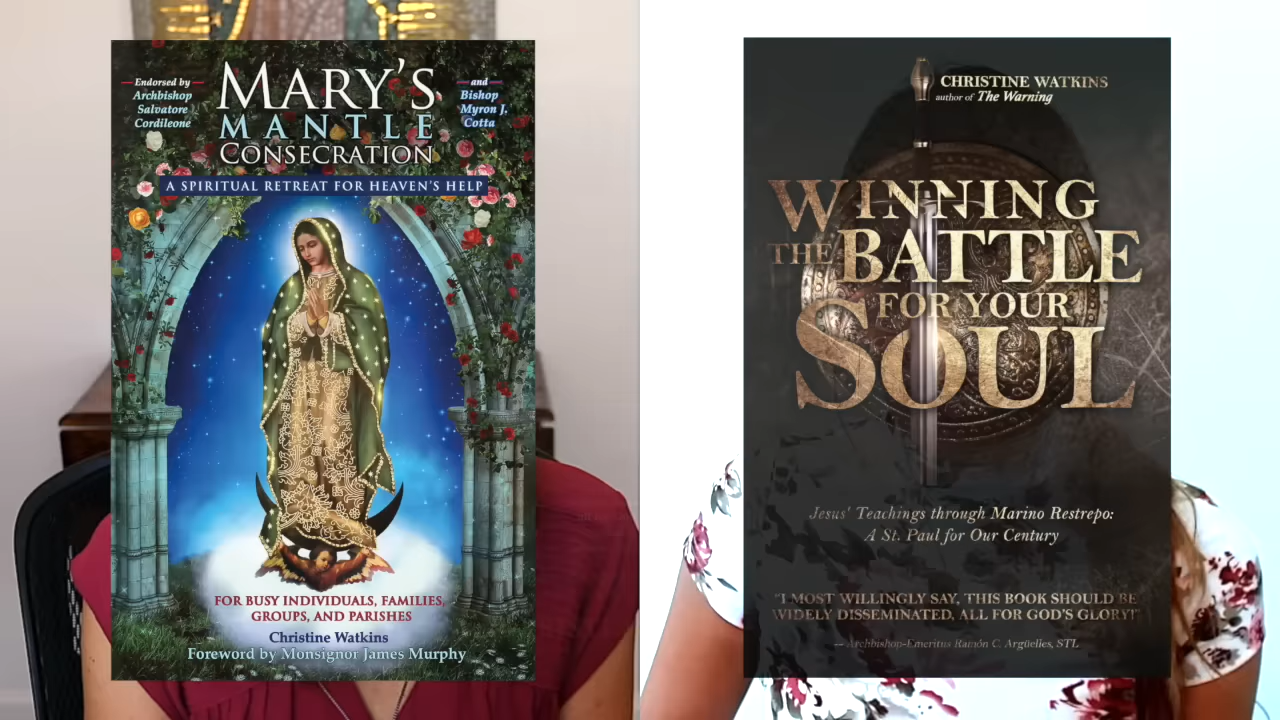 Endorsed by
Archbishop
Salvatore
Cordileone
MARY'S
MANTLE
CONSECRATION
and
Bishop
Myron J.
Cotta
A SPIRITUAL RETREAT FOR HEAVEN'S HELP
FOR BUSY INDIVIDUALS, FAMILIES,
GROUPS, AND PARISHES
Christine Watkins
Foreword by Monsignor James Murphy
CHRISTINE WATKINS
author of The Warning
WINNING
THE BATTLE
FOR YOUR
SOUL
Jesus' Teachings through Marino Restrepo:
A St. Paul for Our Century
"I MOST WILLINGLY SAY, THIS BOOK SHOULD BE
WIDELY DISSEMINATED, ALL FOR GOD'S GLORY!"
— Archbishop-Emeritus Ramón C. Argüelles, STL